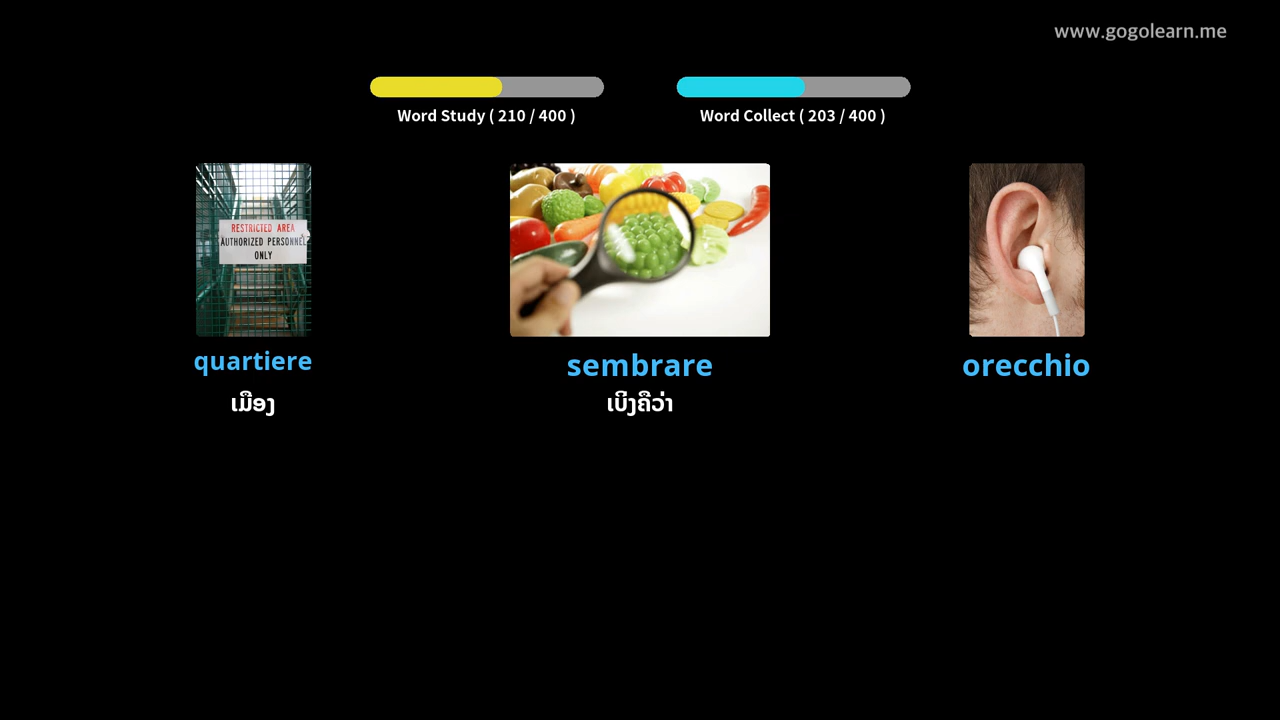 www.gogolearn.me
Word Study ( 210 / 400 )
Word Collect ( 203 / 400 )
RESTRICTED AREA
AUTHORIZED PERSONNEL
ONLY
quartiere
sembrare
orecchio
ເມືອງ
ເບິ່ງຄືວ່າ